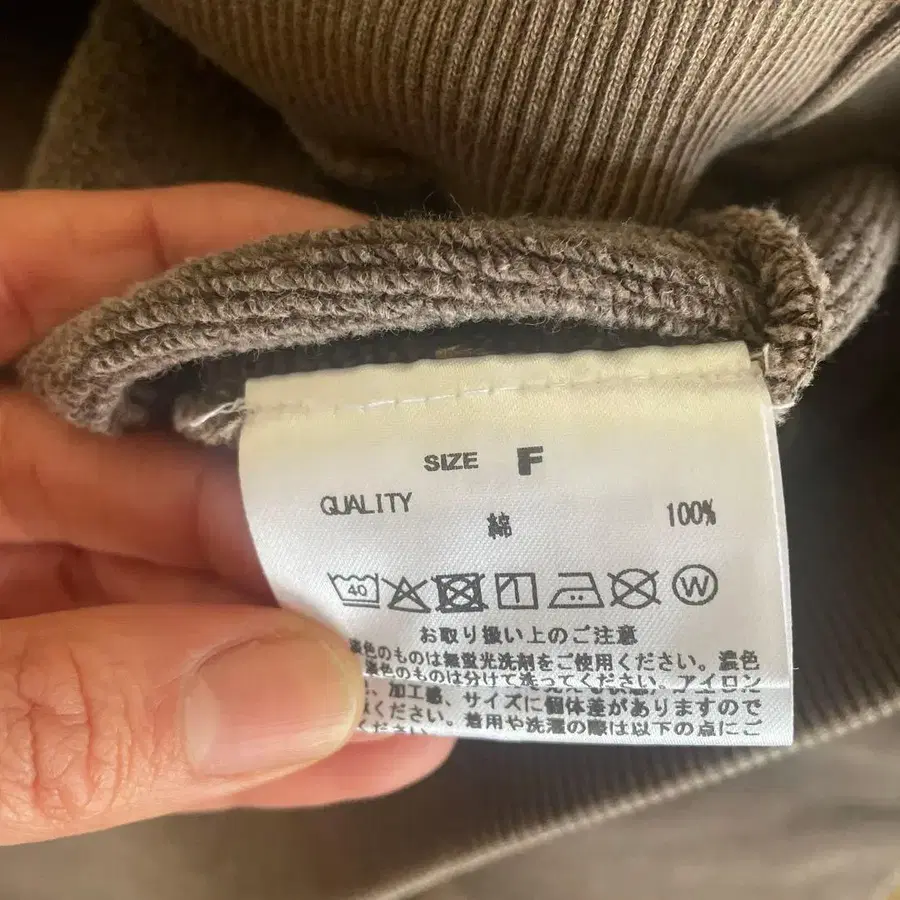 SIZE F
QUALITY
綿 100%
40
W
お取り扱い上のご注意
淡色のものは無蛍光洗剤をご使用ください。濃色
淡色のものは分けて洗ってください。アイロン
、加工感、サイズに個体差がありますので
ください。着用や洗濯の際は以下の点にご